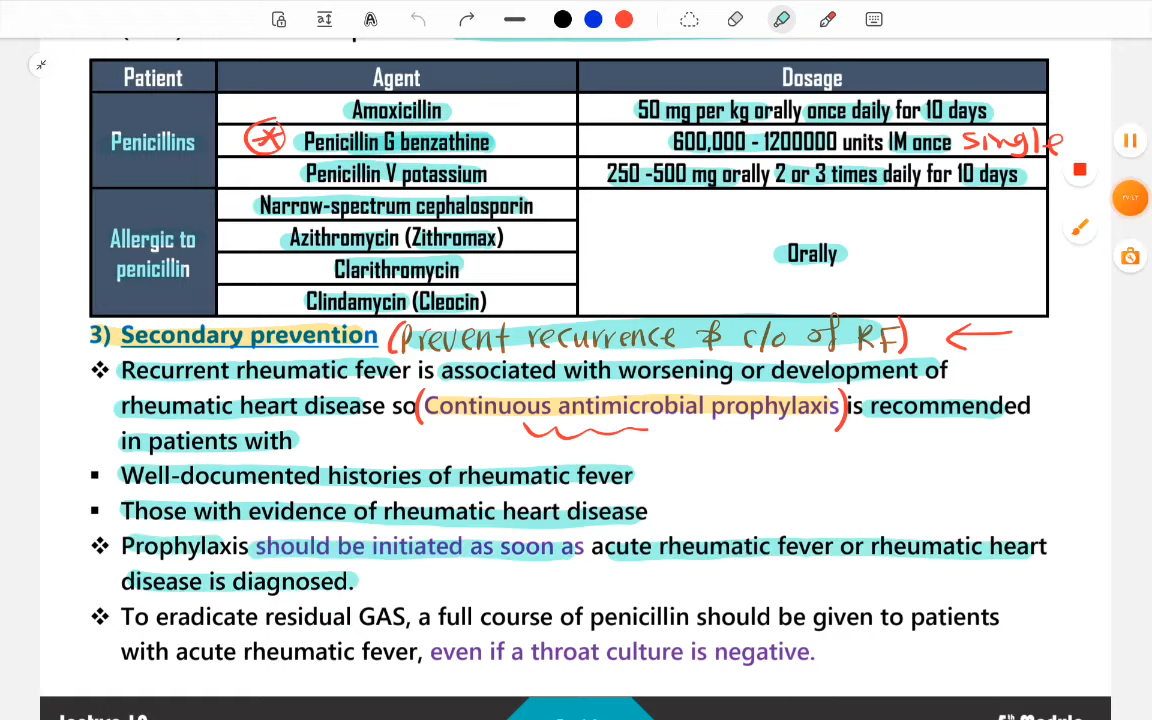 Patient Agent Dosage
Penicillins
Amoxicillin 50 mg per kg orally once daily for 10 days
Penicillin G benzathine 600,000 - 1200000 units IM once single
Penicillin V potassium 250 -500 mg orally 2 or 3 times daily for 10 days
Allergic to
penicillin
Narrow-spectrum cephalosporin
Azithromycin (Zithromax)
Clarithromycin
Clindamycin (Cleocin)
Orally
3) Secondary prevention (Prevent recurrence & c/o of RF)
❖ Recurrent rheumatic fever is associated with worsening or development of
rheumatic heart disease so (Continuous antimicrobial prophylaxis) is recommended
in patients with
▪ Well-documented histories of rheumatic fever
▪ Those with evidence of rheumatic heart disease
❖ Prophylaxis should be initiated as soon as acute rheumatic fever or rheumatic heart
disease is diagnosed.
❖ To eradicate residual GAS, a full course of penicillin should be given to patients
with acute rheumatic fever, even if a throat culture is negative.